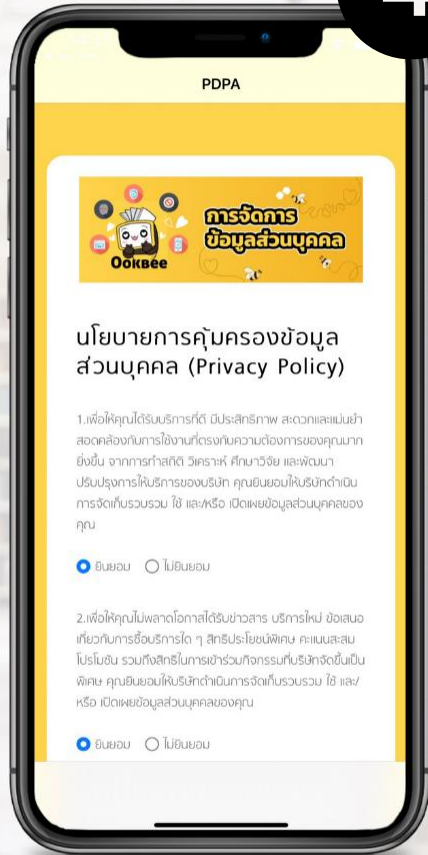 4
PDPA
การจัดการ
ข้อมูลส่วนบุคคล
OOKBEE
นโยบายการคุ้มครองข้อมูล
ส่วนบุคคล (Privacy Policy)
1.เพื่อให้คุณได้รับบริการที่ดี มีประสิทธิภาพ สะดวกและแม่นยำ
สอดคล้องกับการใช้งานที่ตรงกับความต้องการของคุณมาก
ยิ่งขึ้น จากการทำสถิติ วิเคราะห์ ศึกษาวิจัย และพัฒนา
ปรับปรุงการให้บริการของบริษัท คุณยินยอมให้บริษัทดำเนิน
การจัดเก็บรวบรวม ใช้ และ/หรือ เปิดเผยข้อมูลส่วนบุคคลของ
คุณ
ยินยอม ไม่ยินยอม
2.เพื่อให้คุณไม่พลาดโอกาสได้รับข่าวสาร บริการใหม่ ข้อเสนอ
เกี่ยวกับการซื้อบริการใด ๆ สิทธิประโยชน์พิเศษ คะแนนสะสม
โปรโมชัน รวมถึงสิทธิในการเข้าร่วมกิจกรรมที่บริษัทจัดขึ้นเป็น
พิเศษ คุณยินยอมให้บริษัทดำเนินการจัดเก็บรวบรวม ใช้ และ/
หรือ เปิดเผยข้อมูลส่วนบุคคลของคุณ
ยินยอม ไม่ยินยอม